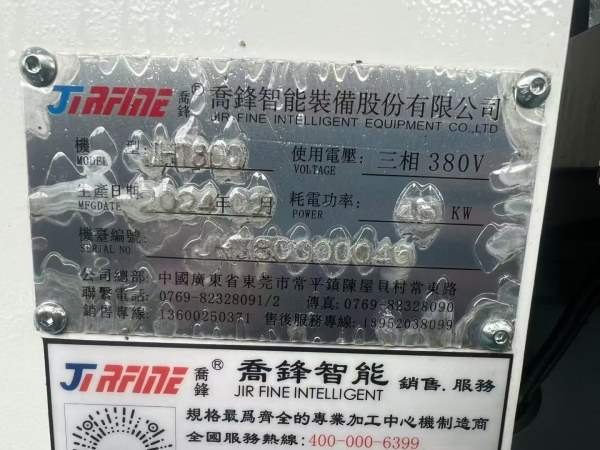 JIRFINE 喬鋒 ® 喬鋒智能裝備股份有限公司
JIR FINE INTELLIGENT EQUIPMENT CO.,LTD
機 型: 使用電壓: 三相 380V
MODEL VOLTAGE
生產日期: 2024年 月 耗電功率: KW
MFGDATE POWER
機臺編號:
SERIAL NO
公司總部: 中國廣東省東莞市常平鎮陳屋貝村常東路
聯繫電話: 0769-82328091/2 傳真: 0769-82328090
銷售專線: 13600250371 售後服務專線: 18952038099
JIRFINE 喬鋒 ® 喬鋒智能 銷售.服務
JIR FINE INTELLIGENT
規格最爲齊全的專業加工中心機制造商
全國服務熱線: 400-000-6399